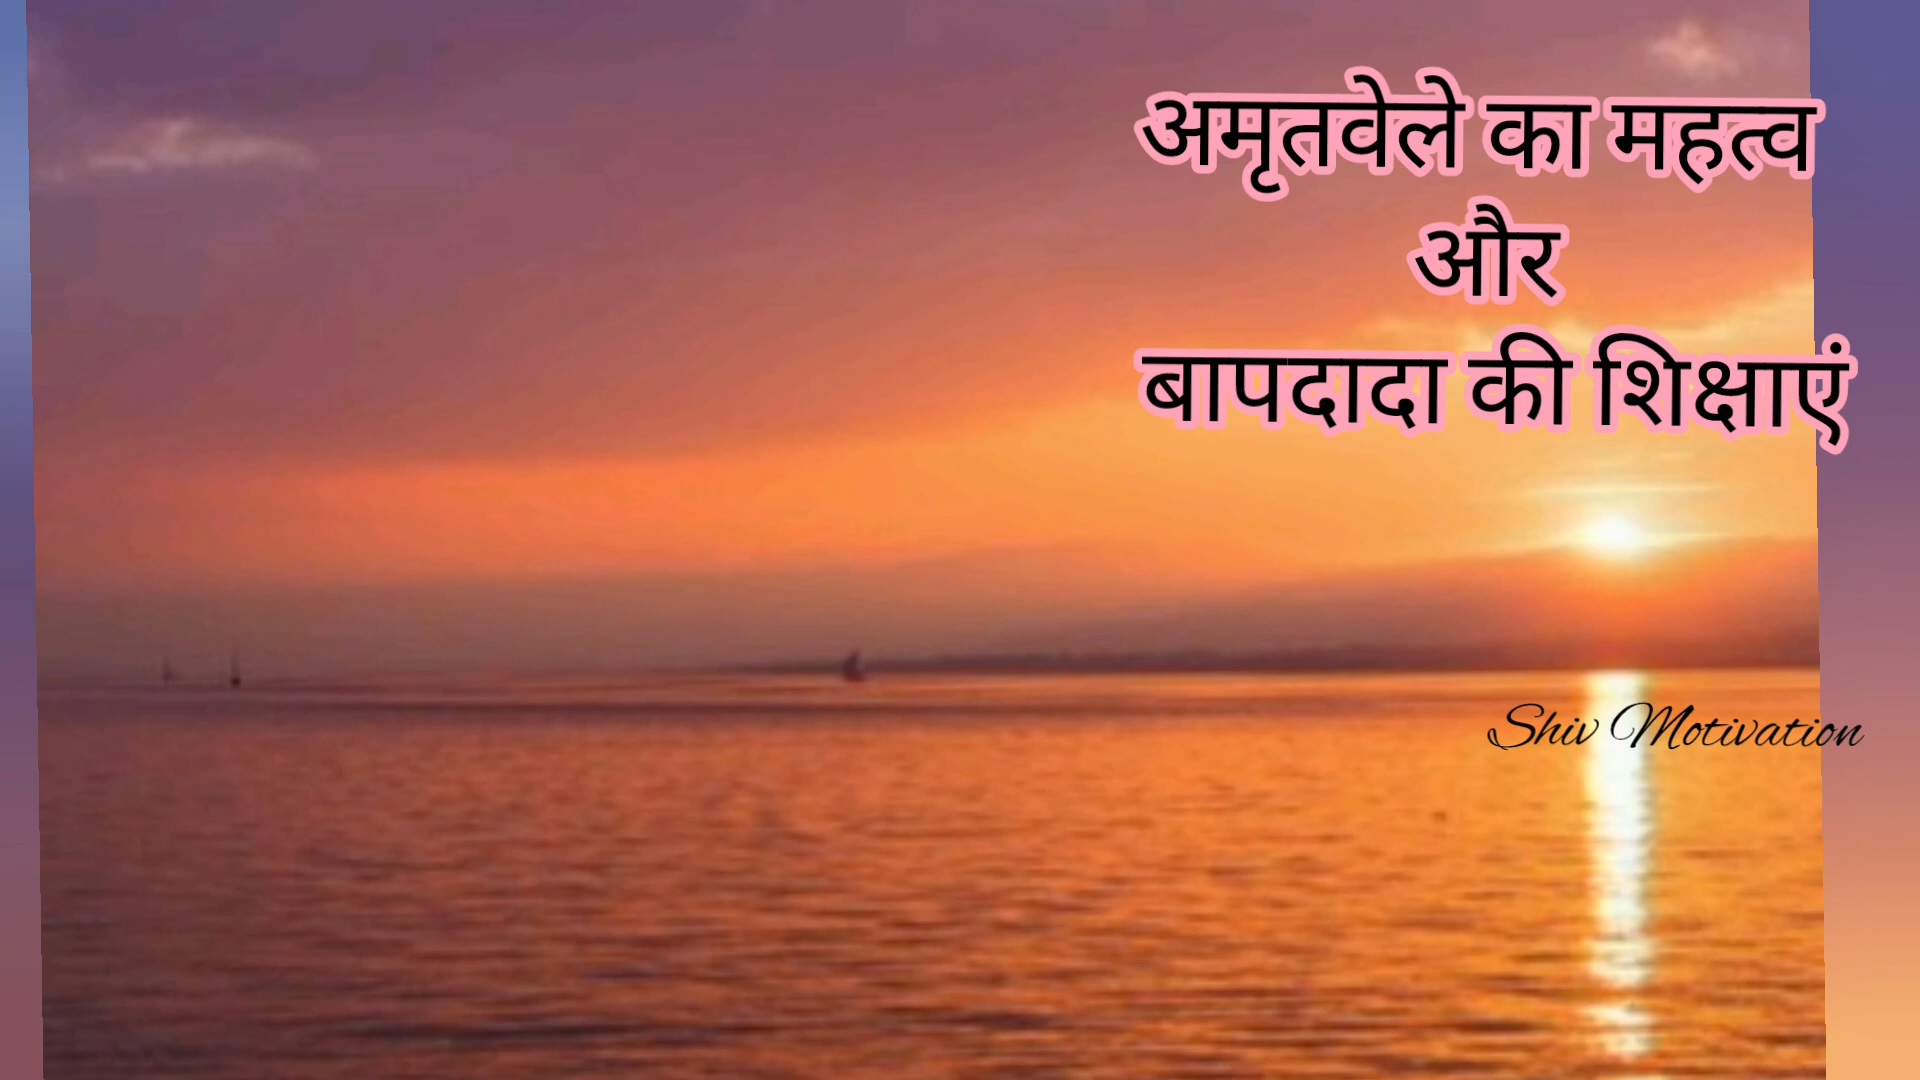 अमृतवेले का महत्व
और
बापदादा की शिक्षाएं
Shiv Motivation